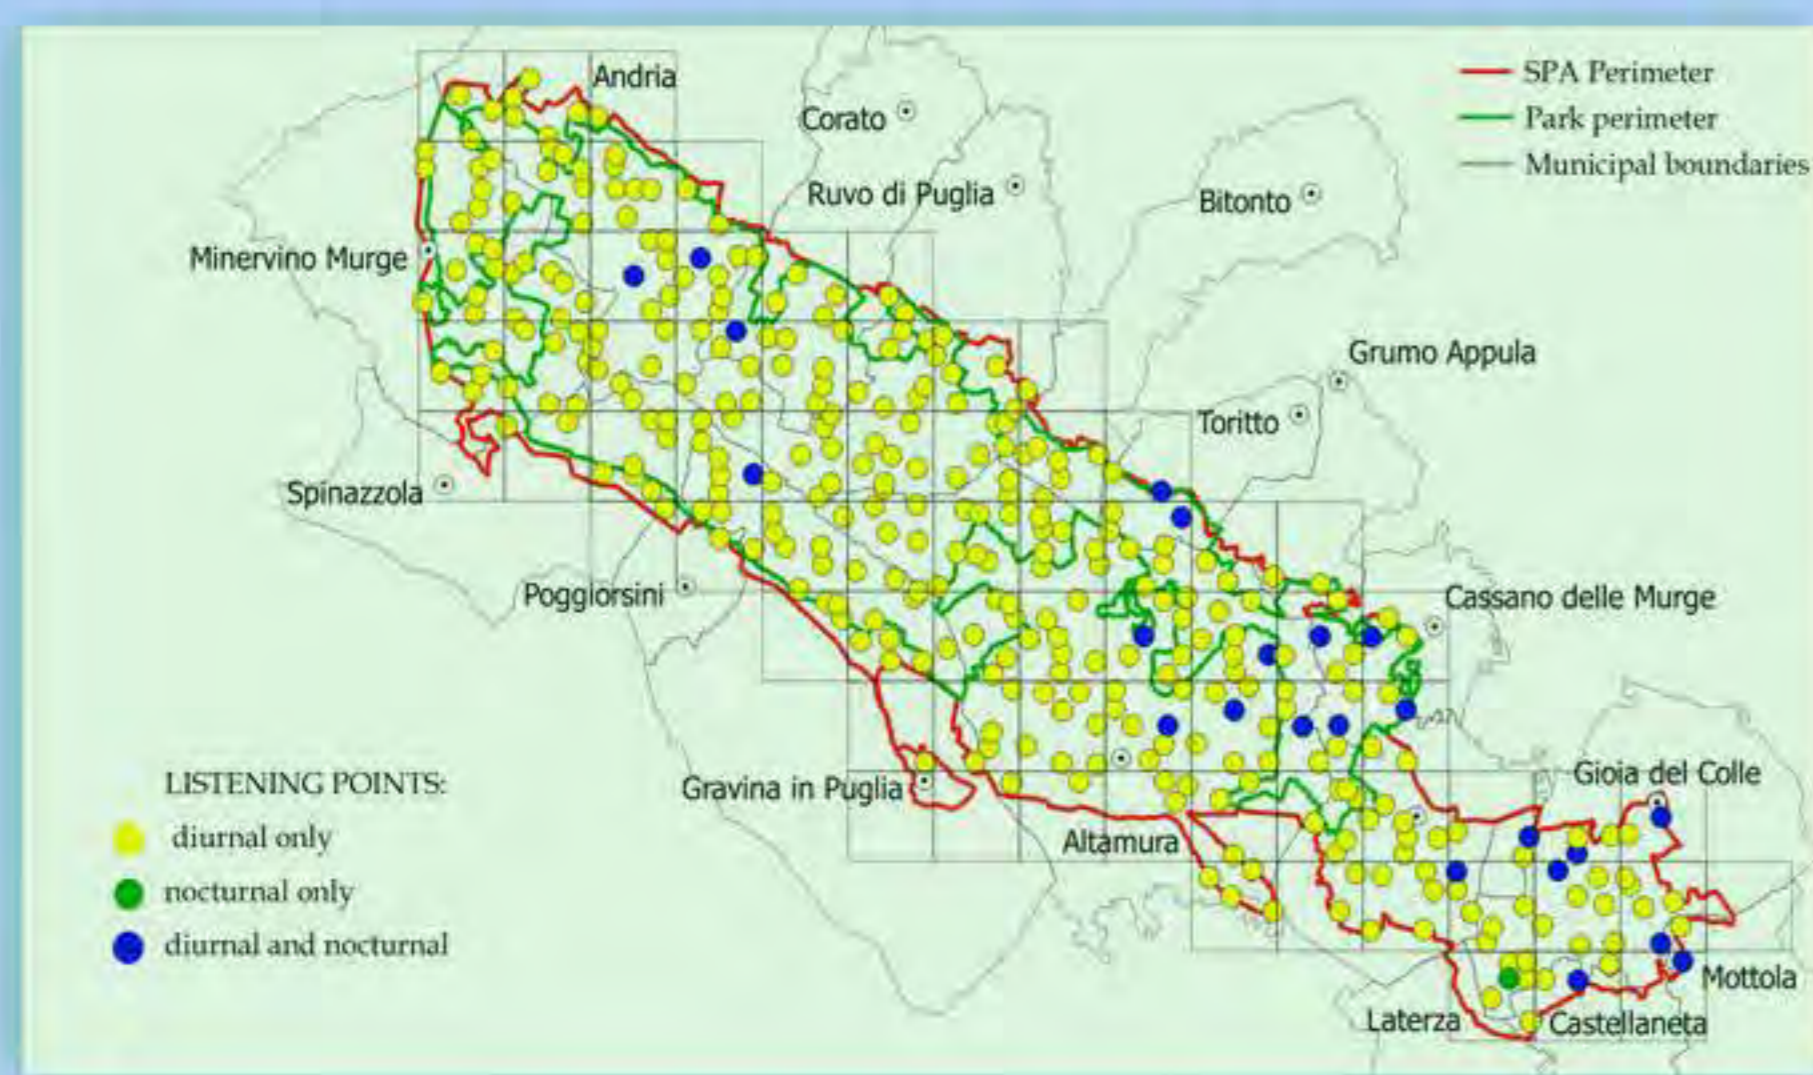 Andria
SPA Perimeter
Corato
Park perimeter
Municipal boundaries
Ruvo di Puglia
Bitonto
Minervino Murge
Grumo Appula
Toritto
Spinazzola
Poggiorsini
Cassano delle Murge
Gravina in Puglia
Gioia del Colle
Altamura
LISTENING POINTS:
diurnal only
nocturnal only
diurnal and nocturnal
Mottola
Laterza
Castellaneta